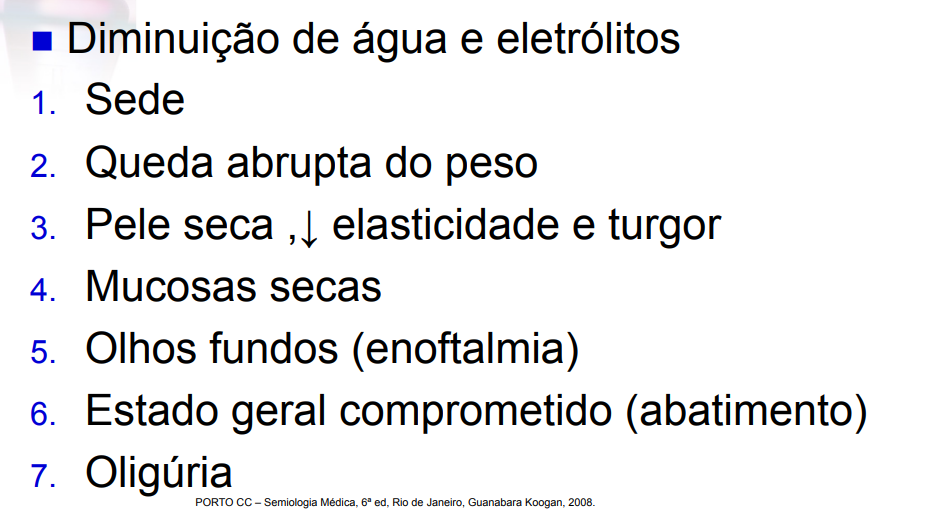 Diminuição de água e eletrólitos
1. Sede
2. Queda abrupta do peso
3. Pele seca ,↓ elasticidade e turgor
4. Mucosas secas
5. Olhos fundos (enoftalmia)
6. Estado geral comprometido (abatimento)
7. Oligúria
PORTO CC – Semiologia Médica, 6ª ed, Rio de Janeiro, Guanabara Koogan, 2008.